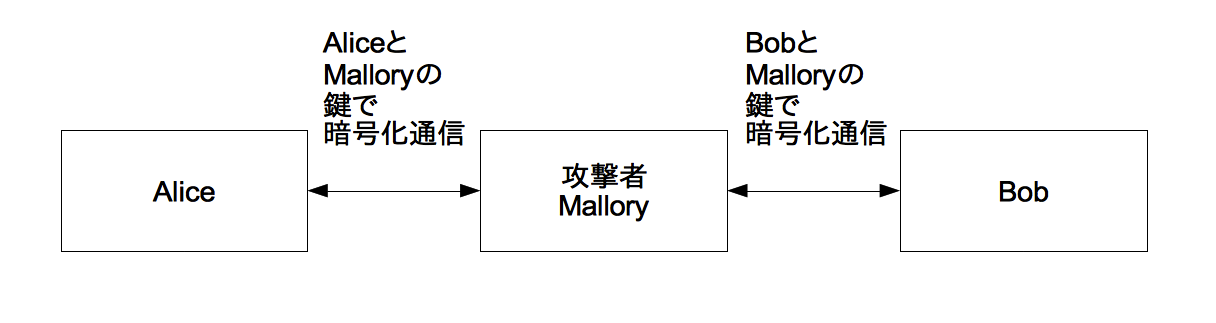 Aliceと
Malloryの
鍵で
暗号化通信
Bobと
Malloryの
鍵で
暗号化通信
Alice
攻撃者
Mallory
Bob